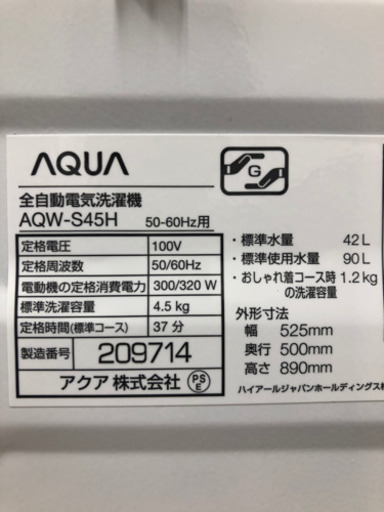 AQUA
G
全自動電気洗濯機
AQW-S45H 50-60Hz用
定格電圧 100V
定格周波数 50/60Hz
電動機の定格消費電力 300/320 W
標準洗濯容量 4.5 kg
定格時間(標準コース) 37 分
製造番号 209714
アクア 株式会社 PS E
・標準水量 42L
・標準使用水量 90L
・おしゃれ着コース時 1.2kg
の洗濯容量
外形寸法
幅 525mm
奥行 500mm
高さ 890mm
ハイアールジャパンホールディングス株